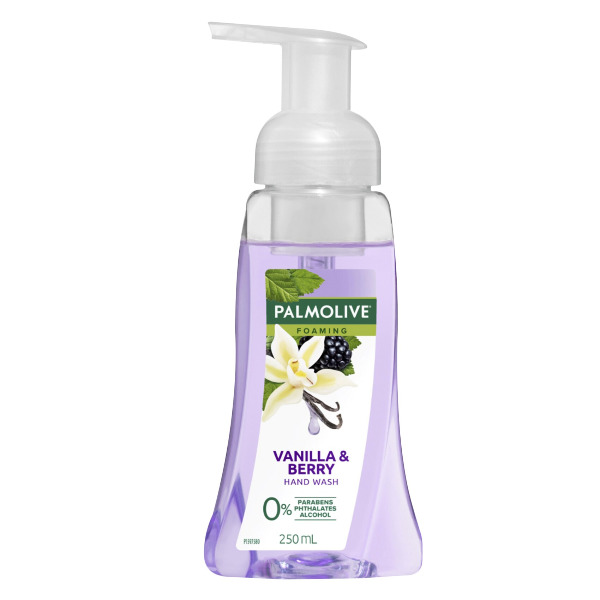 PALMOLIVE
FOAMING
VANILLA &
BERRY
HAND WASH
0% PARABENS
PHTHALATES
ALCOHOL
250 mL